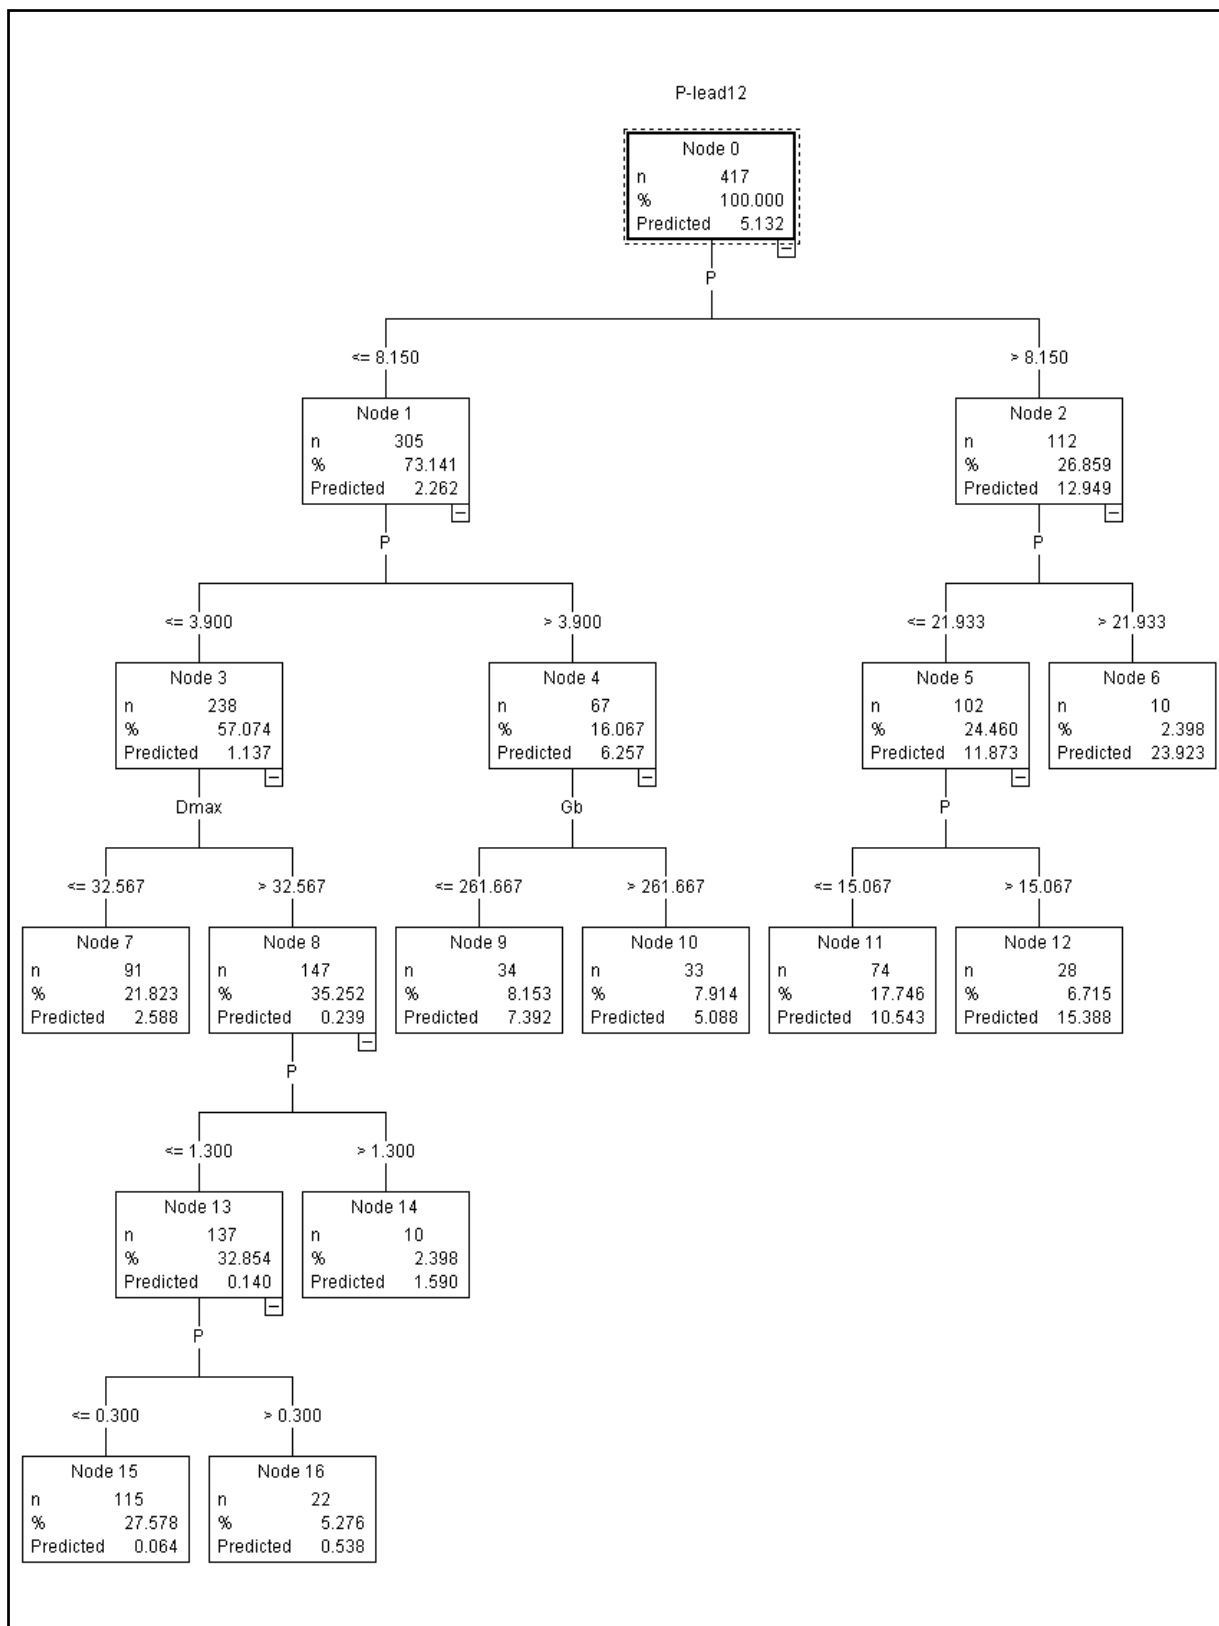 P-lead12
Node 0
n 417
% 100.000
Predicted 5.132
P
<= 8.150
> 8.150
Node 1
n 305
% 73.141
Predicted 2.262
Node 2
n 112
% 26.859
Predicted 12.949
P
P
<= 3.900
> 3.900
<= 21.933
> 21.933
Node 3
n 238
% 57.074
Predicted 1.137
Node 4
n 67
% 16.067
Predicted 6.257
Node 5
n 102
% 24.460
Predicted 11.873
Node 6
n 10
% 2.398
Predicted 23.923
Dmax
Gb
P
<= 32.567
> 32.567
<= 261.667
> 261.667
<= 15.067
> 15.067
Node 7
n 91
% 21.823
Predicted 2.588
Node 8
n 147
% 35.252
Predicted 0.239
Node 9
n 34
% 8.153
Predicted 7.392
Node 10
n 33
% 7.914
Predicted 5.088
Node 11
n 74
% 17.746
Predicted 10.543
Node 12
n 28
% 6.715
Predicted 15.388
P
<= 1.300
> 1.300
Node 13
n 137
% 32.854
Predicted 0.140
Node 14
n 10
% 2.398
Predicted 1.590
P
<= 0.300
> 0.300
Node 15
n 115
% 27.578
Predicted 0.064
Node 16
n 22
% 5.276
Predicted 0.538